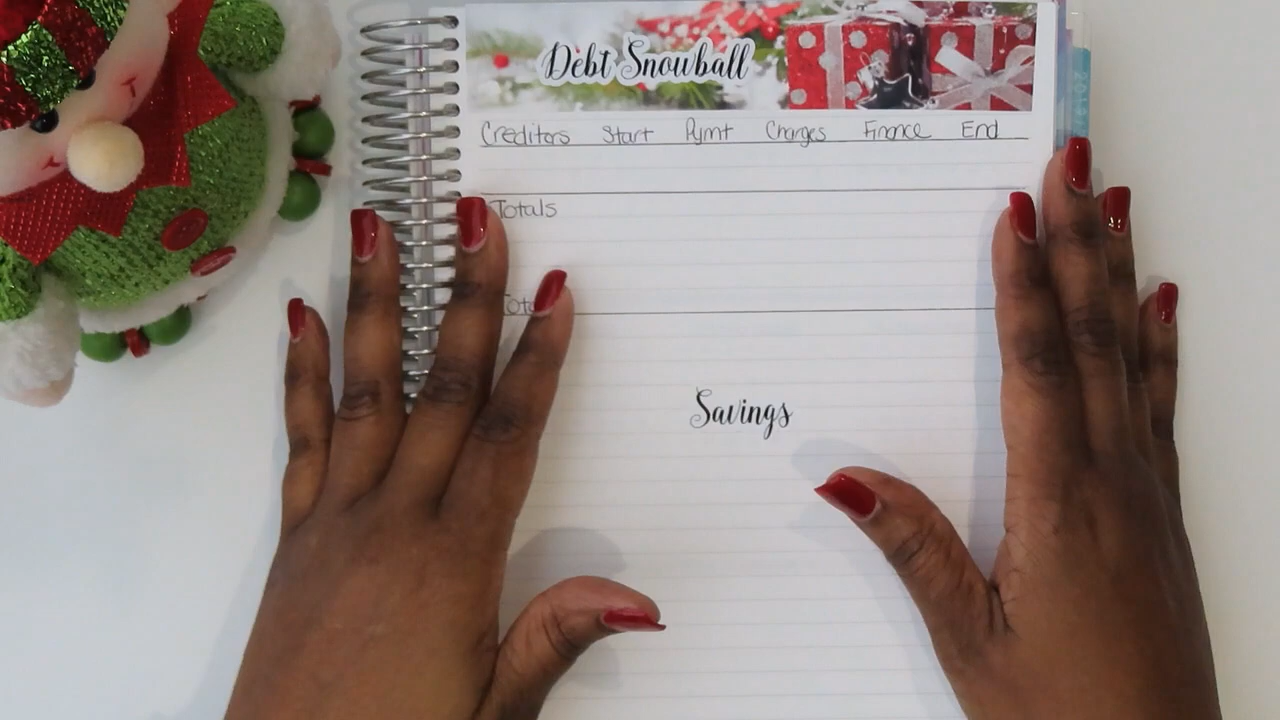 Debt Snowball
Creditors Start Pymt Charges Finance End
Totals
Savings